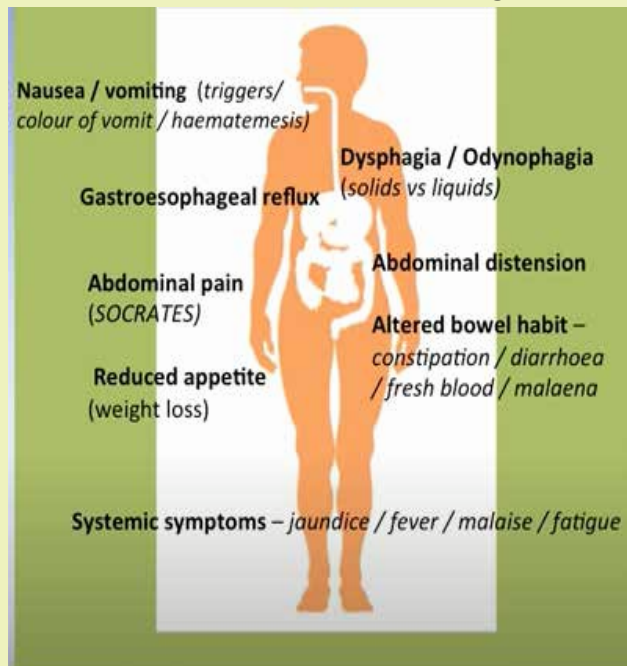 Nausea / vomiting (triggers/
colour of vomit / haematemesis)
Dysphagia / Odynophagia
(solids vs liquids)
Gastroesophageal reflux
Abdominal distension
Abdominal pain
(SOCRATES)
Altered bowel habit –
constipation / diarrhoea
/ fresh blood / malaena
Reduced appetite
(weight loss)
Systemic symptoms – jaundice / fever / malaise / fatigue